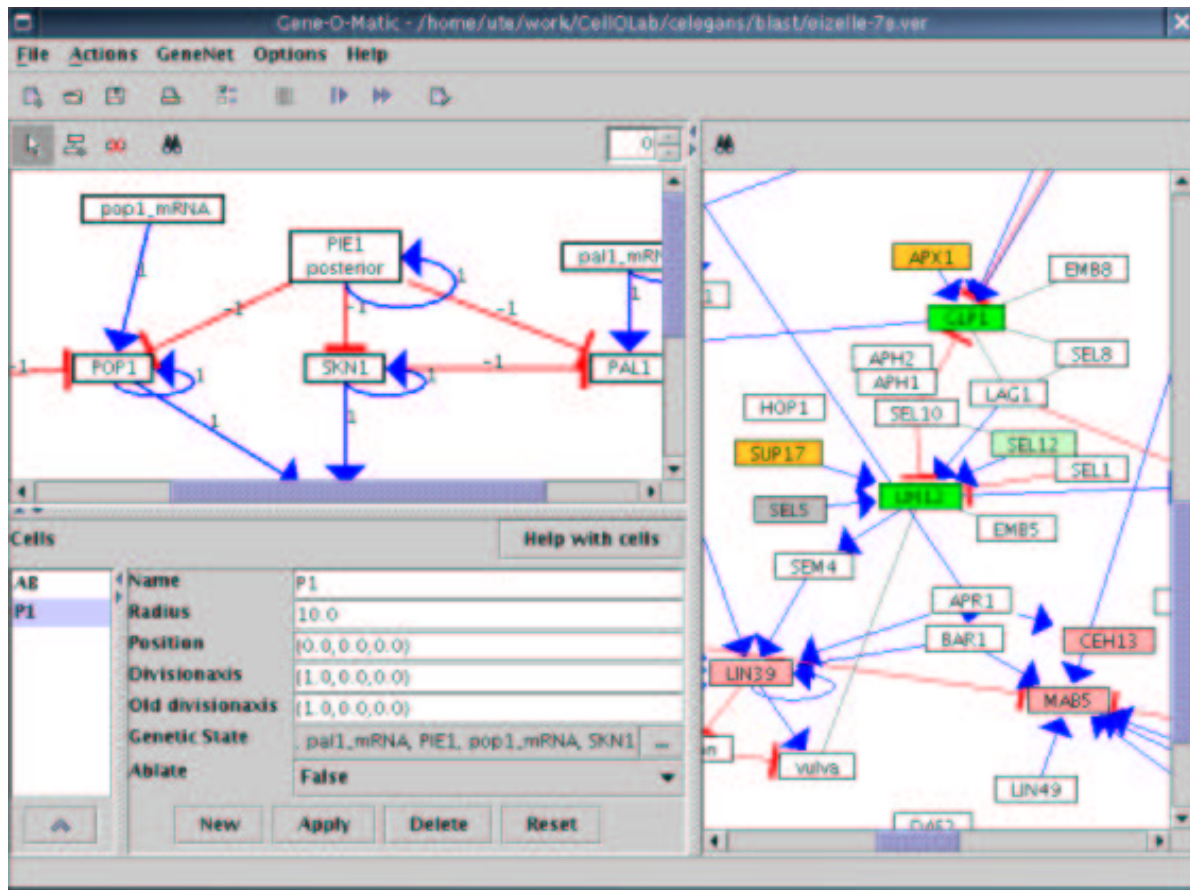 Gene-O-Matic - /home/ute/work/CellOLab/celegans/blast/eizelle-7e.ver
File Actions GeneNet Options Help
0
pop1_mRNA
PIE1
posterior
pal1_mRN
1
1
1
-1
-1
-1
-1
POP1
SKN1
PAL1
1
1
-1
1
1
APX1
EMB8
GLP1
SEL8
APH2
APH1
LAG1
HOP1
SEL10
SEL12
SUP17
SEL1
LIN12
SEL5
EMB5
SEM4
APR1
BAR1
CEH13
LIN39
MAB5
vulva
LIN49
Cells
Help with cells
AB
P1
Name P1
Radius 10.0
Position (0.0,0.0,0.0)
Divisionaxis (1.0,0.0,0.0)
Old divisionaxis (1.0,0.0,0.0)
Genetic State , pal1_mRNA, PIE1, pop1_mRNA, SKN1 ...
Ablate False
New Apply Delete Reset